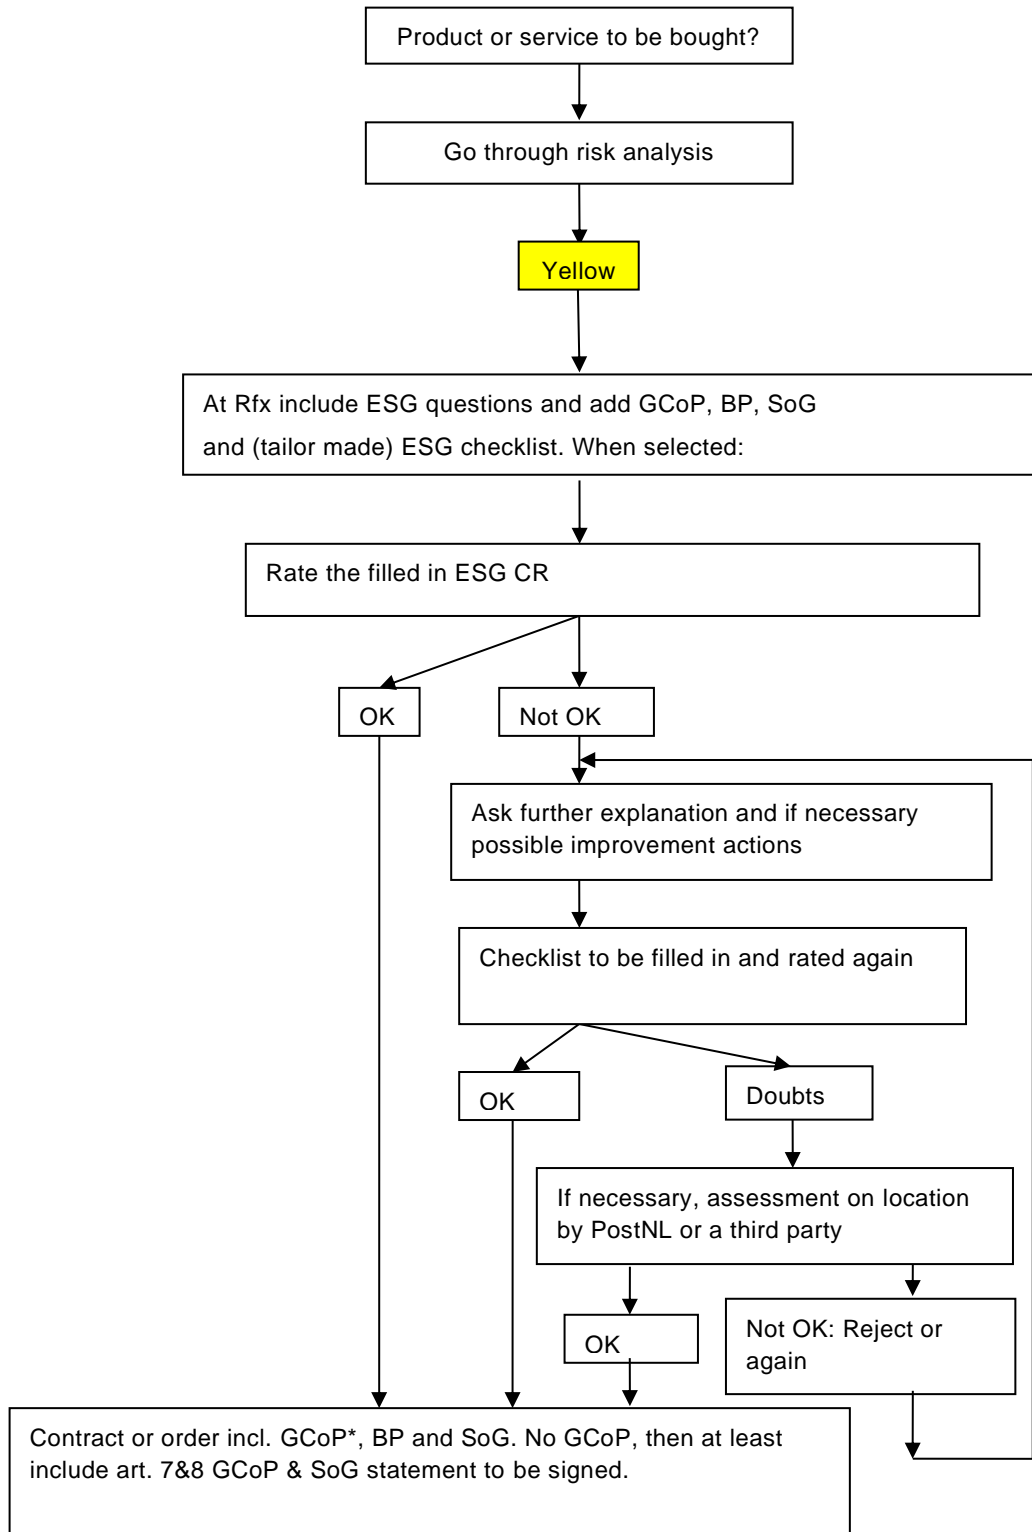 Product or service to be bought?
Go through risk analysis
Yellow
At Rfx include ESG questions and add GCoP, BP, SoG
and (tailor made) ESG checklist. When selected:
Rate the filled in ESG CR
OK
Not OK
Ask further explanation and if necessary
possible improvement actions
Checklist to be filled in and rated again
OK
Doubts
If necessary, assessment on location
by PostNL or a third party
OK
Not OK: Reject or
again
Contract or order incl. GCoP*, BP and SoG. No GCoP, then at least
include art. 7&8 GCoP & SoG statement to be signed.